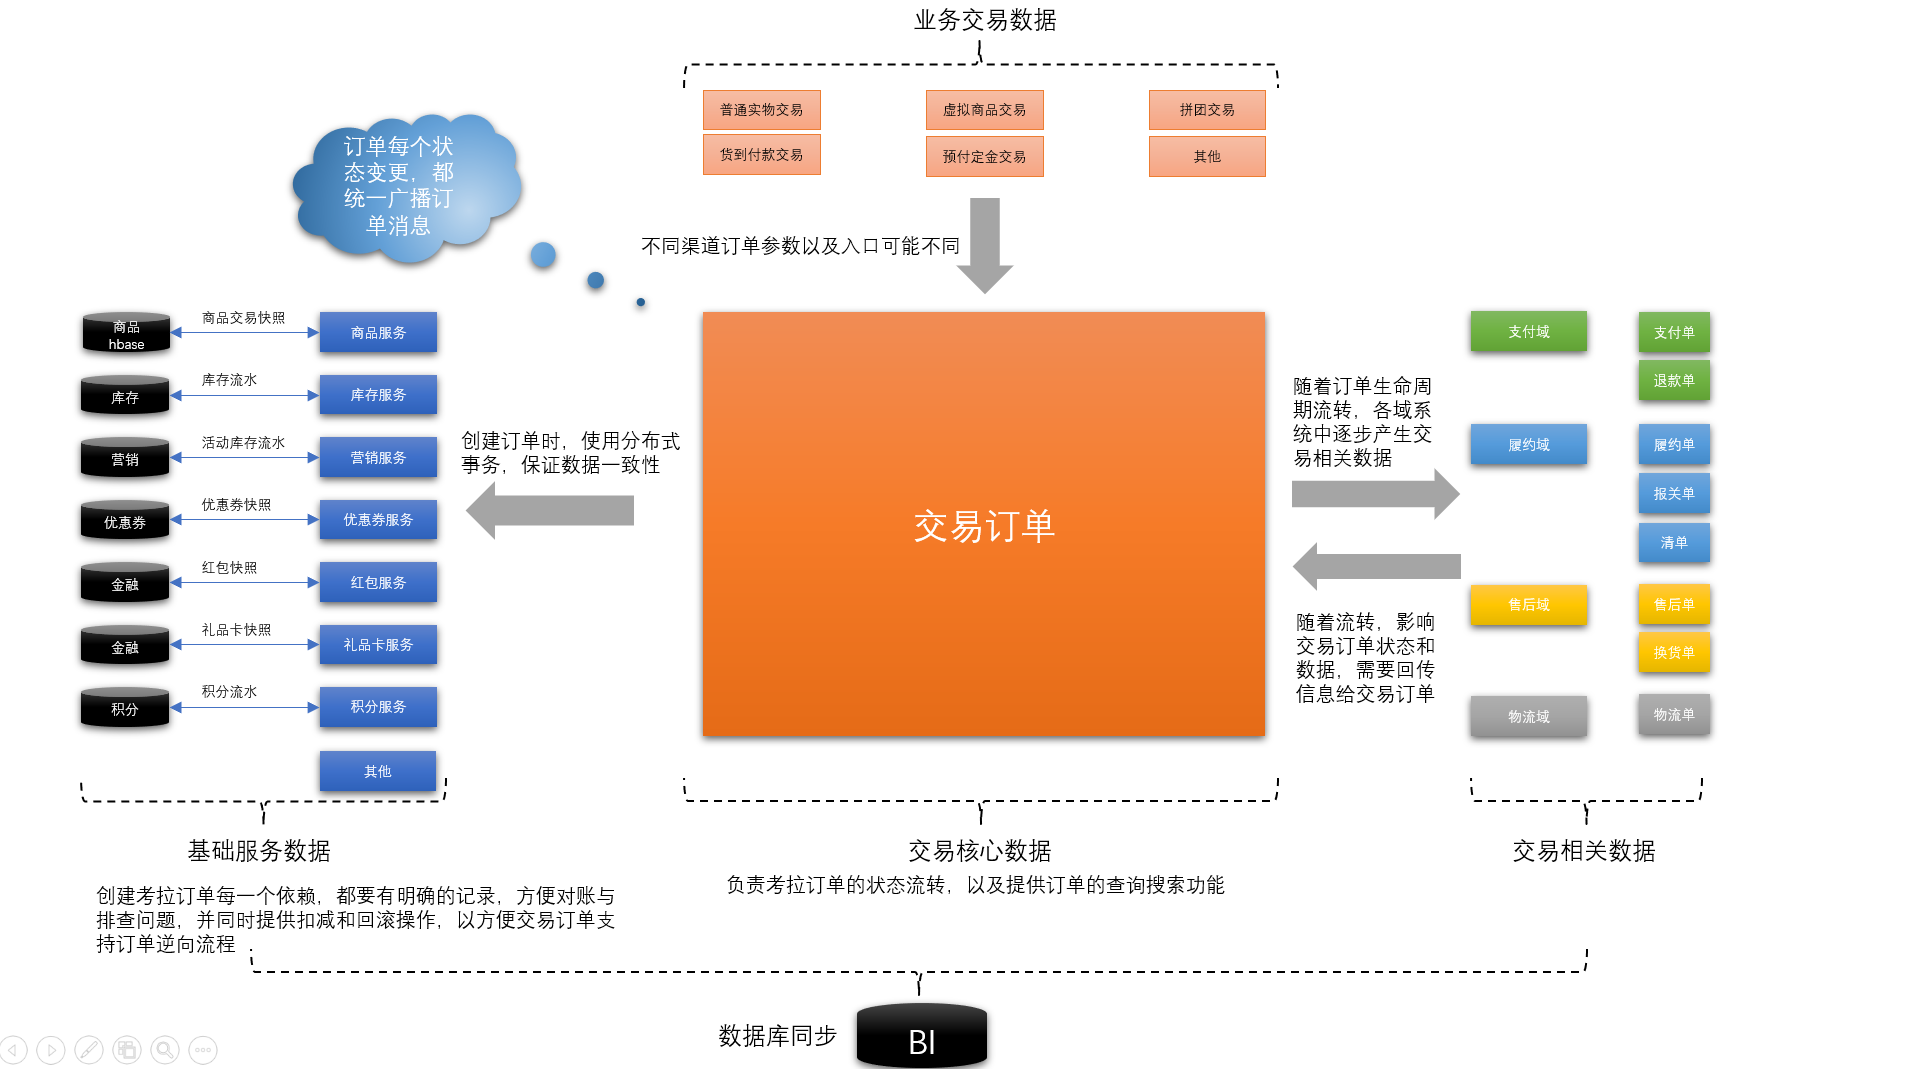 业务交易数据
普通实物交易
虚拟商品交易
拼团交易
货到付款交易
预付定金交易
其他
订单每个状
态变更，都
统一广播订
单消息
不同渠道订单参数以及入口可能不同
商品
hbase
商品交易快照
商品服务
库存
库存流水
库存服务
营销
活动库存流水
营销服务
优惠券
优惠券快照
优惠券服务
金融
红包快照
红包服务
金融
礼品卡快照
礼品卡服务
积分
积分流水
积分服务
其他
创建订单时，使用分布式
事务，保证数据一致性
交易订单
随着订单生命周
期流转，各域系
统中逐步产生交
易相关数据
随着流转，影响
交易订单状态和
数据，需要回传
信息给交易订单
支付域
支付单
退款单
履约域
履约单
报关单
清单
售后域
售后单
换货单
物流域
物流单
基础服务数据
创建考拉订单每一个依赖，都要有明确的记录，方便对账与
排查问题，并同时提供扣减和回滚操作，以方便交易订单支
持订单逆向流程
交易核心数据
负责考拉订单的状态流转，以及提供订单的查询搜索功能
交易相关数据
数据库同步
BI